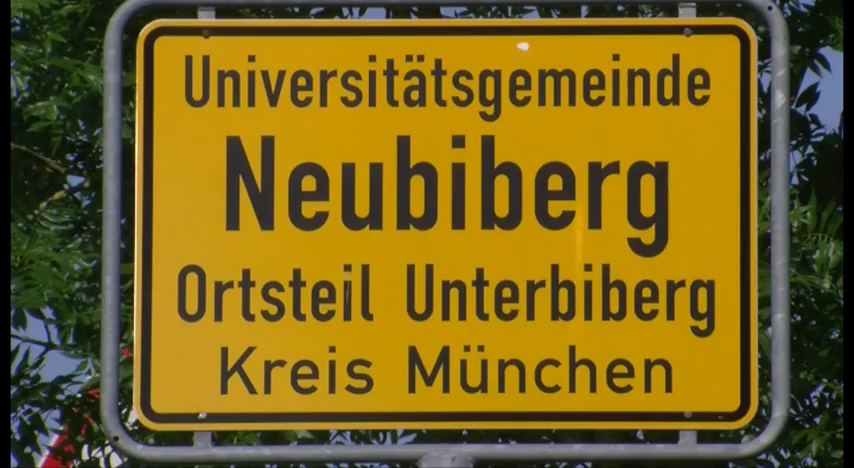 Universitätsgemeinde
Neubiberg
Ortsteil Unterbiberg
Kreis München